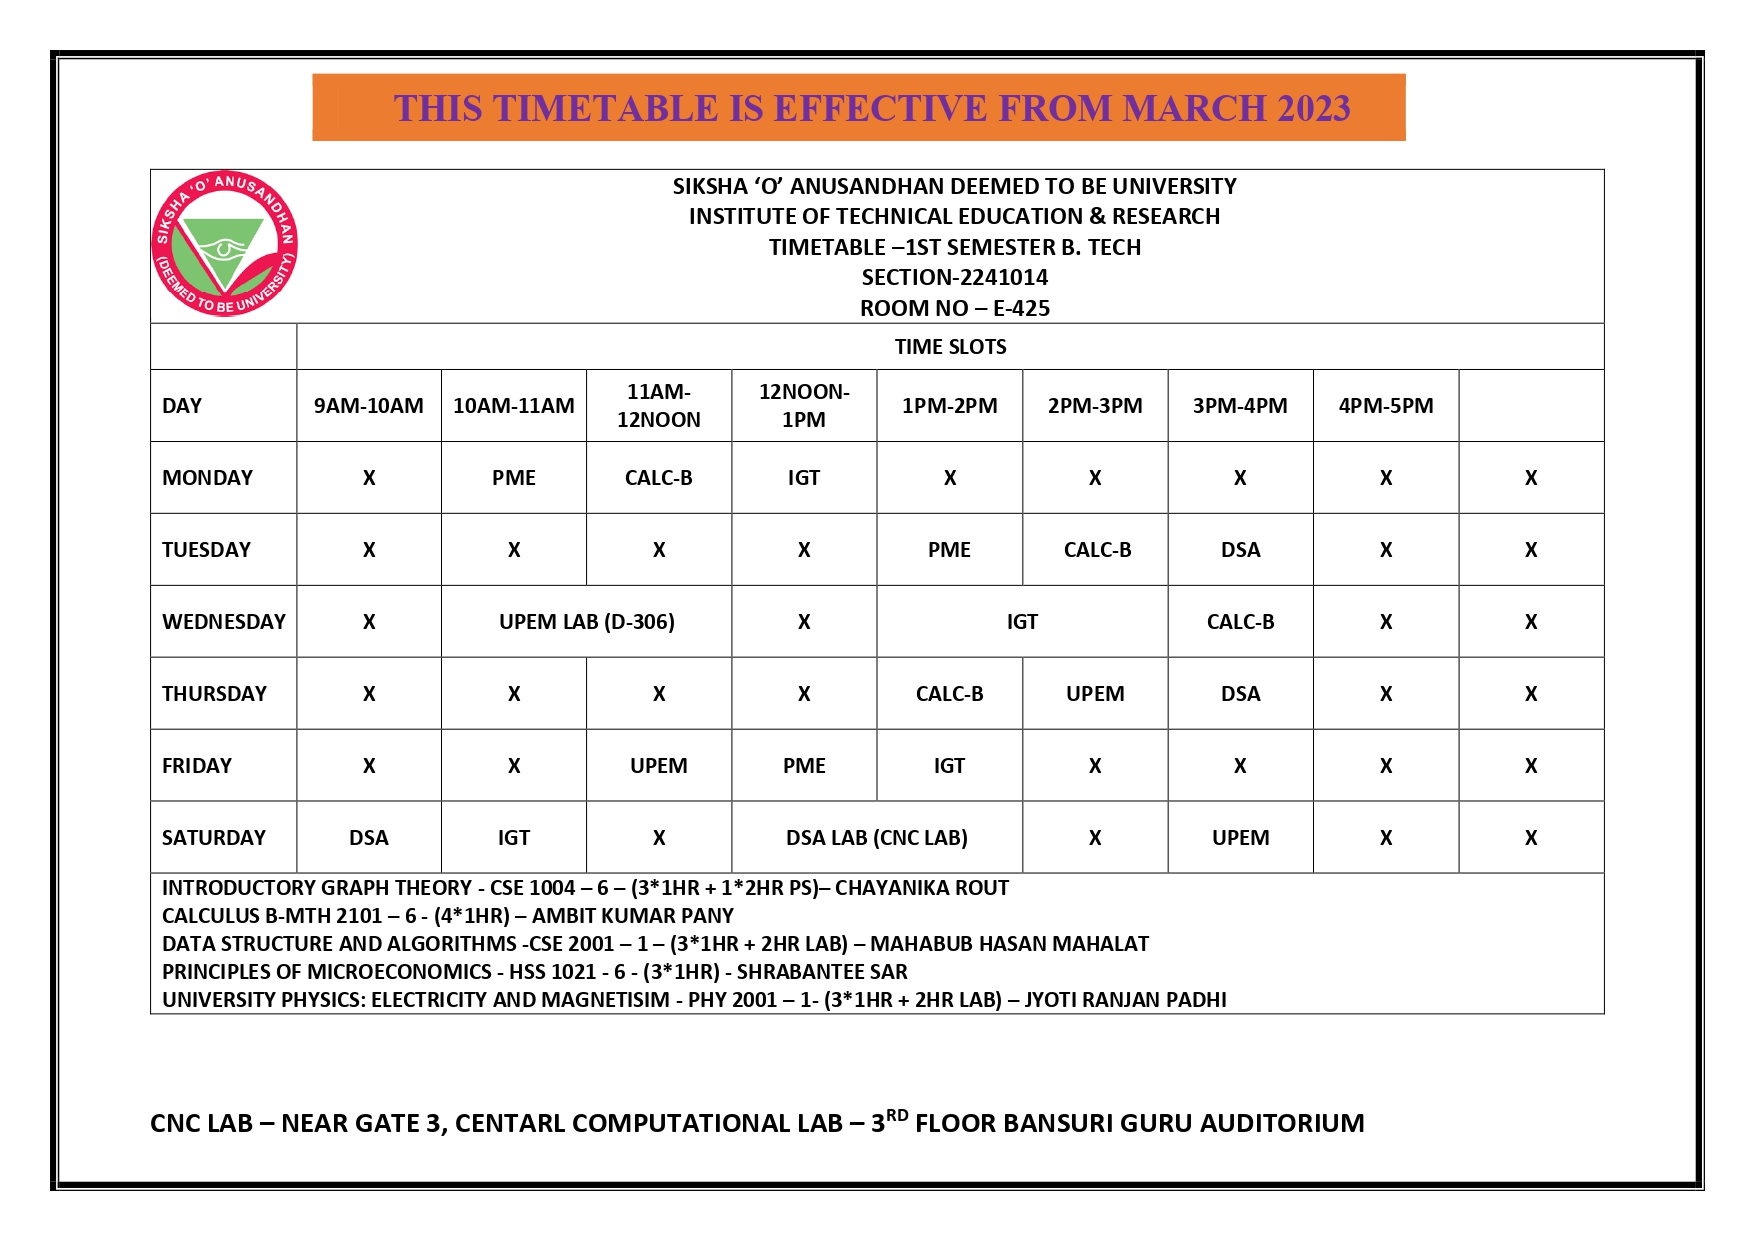 THIS TIMETABLE IS EFFECTIVE FROM MARCH 2023
SIKSHA 'O' ANUSANDHAN
(DEEMED TO BE UNIVERSITY)
SIKSHA ‘O’ ANUSANDHAN DEEMED TO BE UNIVERSITY
INSTITUTE OF TECHNICAL EDUCATION & RESEARCH
TIMETABLE –1ST SEMESTER B. TECH
SECTION-2241014
ROOM NO – E-425
TIME SLOTS
DAY 9AM-10AM 10AM-11AM 11AM-12NOON 12NOON-1PM 1PM-2PM 2PM-3PM 3PM-4PM 4PM-5PM
MONDAY X PME CALC-B IGT X X X X X
TUESDAY X X X X PME CALC-B DSA X X
WEDNESDAY X UPEM LAB (D-306) X IGT CALC-B X X
THURSDAY X X X X CALC-B UPEM DSA X X
FRIDAY X X UPEM PME IGT X X X X
SATURDAY DSA IGT X DSA LAB (CNC LAB) X UPEM X X
INTRODUCTORY GRAPH THEORY - CSE 1004 – 6 – (3*1HR + 1*2HR PS)– CHAYANIKA ROUT
CALCULUS B-MTH 2101 – 6 - (4*1HR) – AMBIT KUMAR PANY
DATA STRUCTURE AND ALGORITHMS -CSE 2001 – 1 – (3*1HR + 2HR LAB) – MAHABUB HASAN MAHALAT
PRINCIPLES OF MICROECONOMICS - HSS 1021 - 6 - (3*1HR) - SHRABANTEE SAR
UNIVERSITY PHYSICS: ELECTRICITY AND MAGNETISIM - PHY 2001 – 1- (3*1HR + 2HR LAB) – JYOTI RANJAN PADHI
CNC LAB – NEAR GATE 3, CENTARL COMPUTATIONAL LAB – 3RD FLOOR BANSURI GURU AUDITORIUM